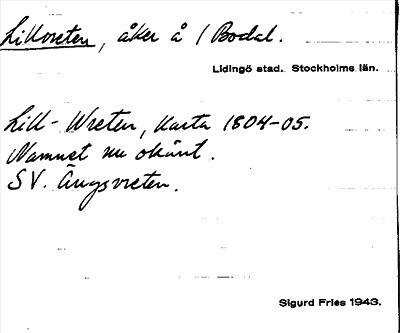 Lillvreten, åker å / Bodal.
Lidingö stad. Stockholms län.
Lill-Wreten, Karta 1804-05.
Namnet nu okänt.
SV. Ängsvreten.
Sigurd Fries 1943.